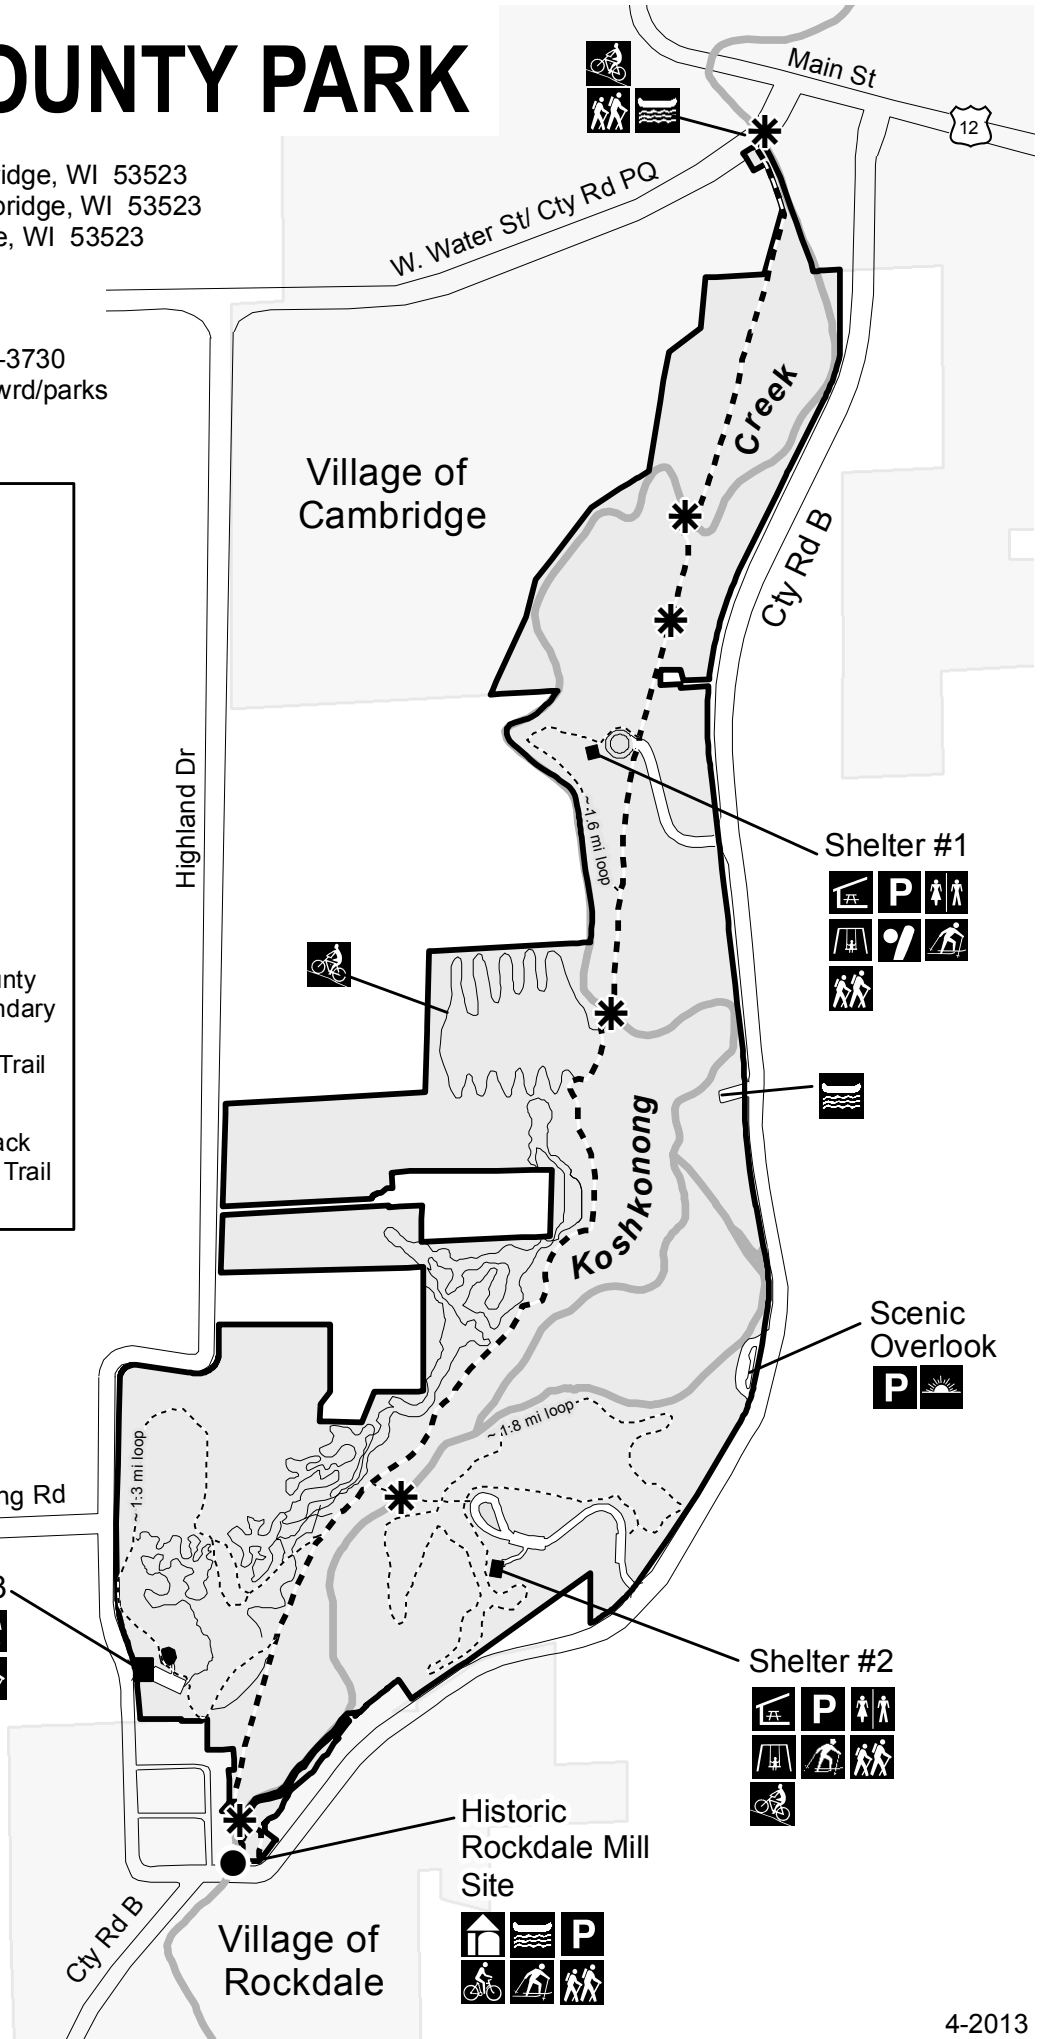 OUNTY PARK
idge, WI 53523
bridge, WI 53523
e, WI 53523
-3730
wrd/parks
Main St
12
W. Water St/ Cty Rd PQ
Creek
Village of
Cambridge
Cty Rd B
Highland Dr
~ 1.6 mi loop
Shelter #1
P
unty
ndary
Trail
ack
Trail
Koshkonong
Scenic
Overlook
P
~ 1:8 mi loop
~ 1:3 mi loop
ng Rd
3
Shelter #2
P
Historic
Rockdale Mill
Site
P
Cty Rd B
Village of
Rockdale
4-2013